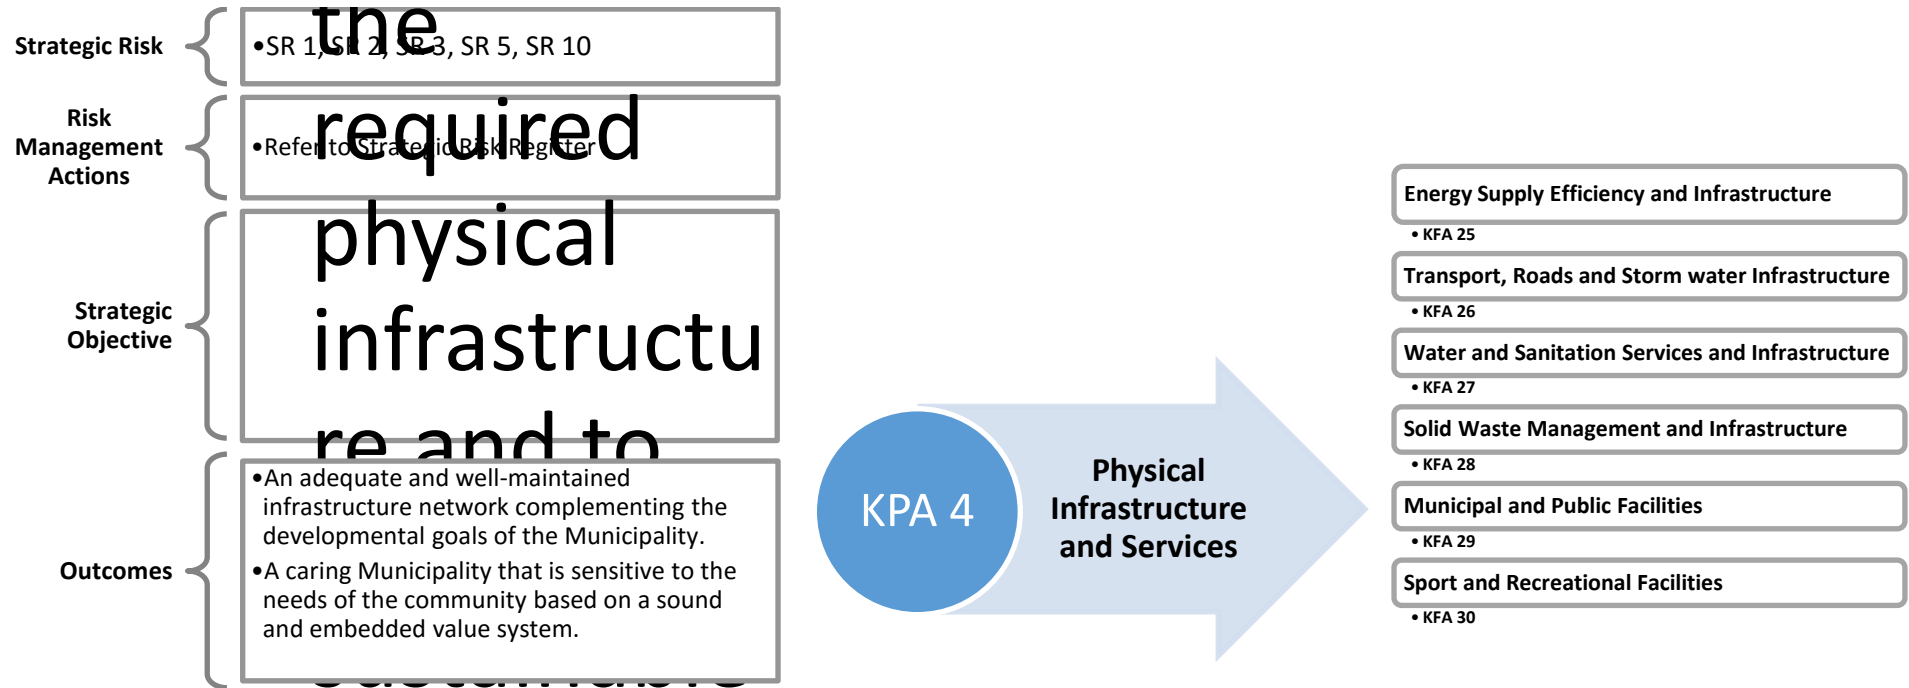 Strategic Risk
•SR 1, SR 2, SR 3, SR 5, SR 10
Risk
Management
Actions
•Refer to Strategic Risk Register
Strategic
Objective
the
required
physical
infrastructu
re and to
sustainable
Outcomes
•An adequate and well-maintained
infrastructure network complementing the
developmental goals of the Municipality.
•A caring Municipality that is sensitive to the
needs of the community based on a sound
and embedded value system.
KPA 4
Physical
Infrastructure
and Services
Energy Supply Efficiency and Infrastructure
• KFA 25
Transport, Roads and Storm water Infrastructure
• KFA 26
Water and Sanitation Services and Infrastructure
• KFA 27
Solid Waste Management and Infrastructure
• KFA 28
Municipal and Public Facilities
• KFA 29
Sport and Recreational Facilities
• KFA 30